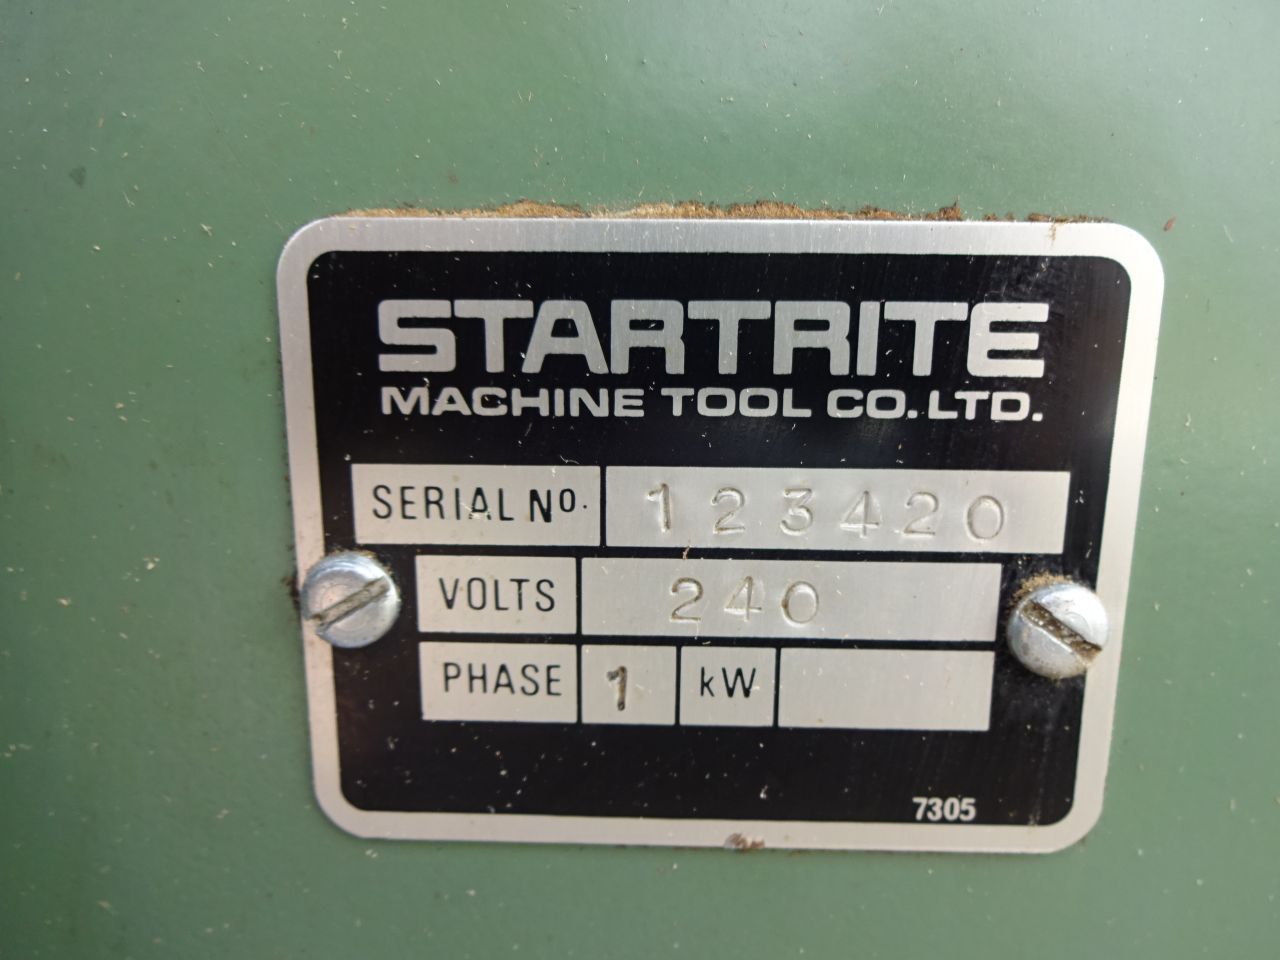 STARTRITE
MACHINE TOOL CO. LTD.
SERIAL Nº. 123420
VOLTS 240
PHASE 1 kW
7305